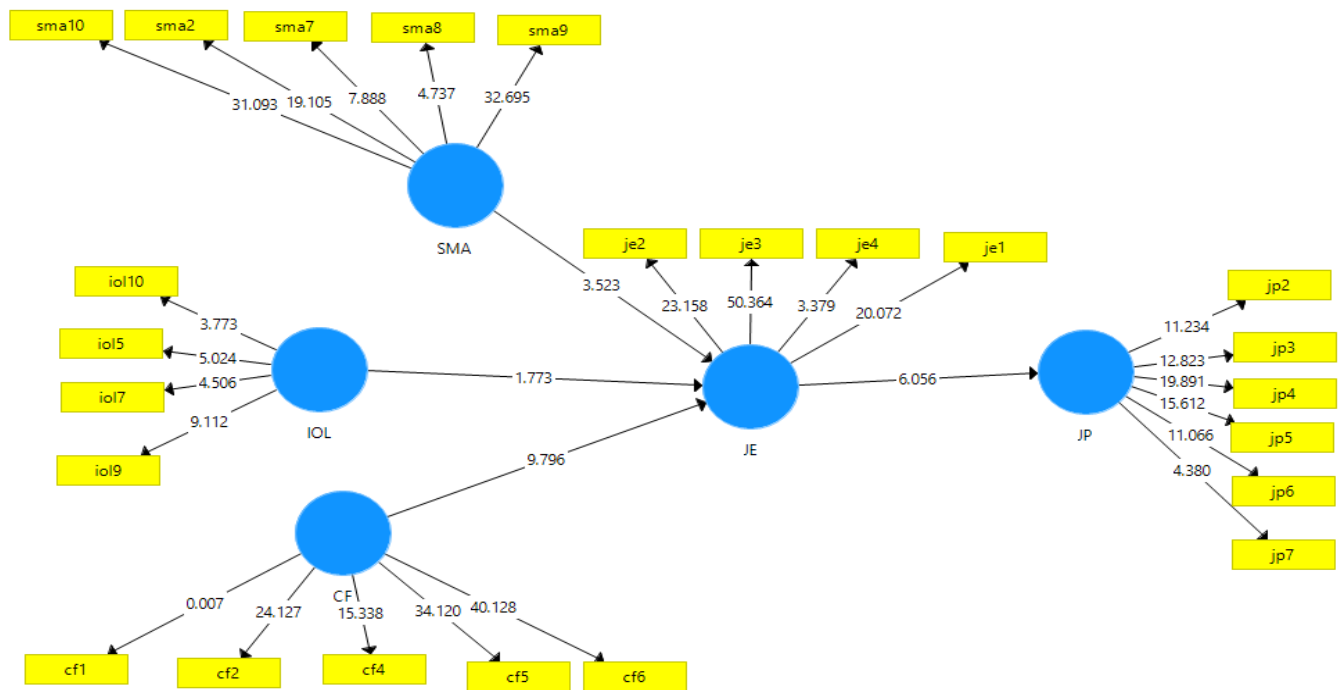 sma10
sma2
sma7
sma8
sma9
31.093
19.105
7.888
4.737
32.695
SMA
3.523
je2
je3
je4
je1
23.158
50.364
3.379
20.072
iol10
iol5
iol7
iol9
3.773
5.024
4.506
9.112
IOL
1.773
JE
6.056
JP
jp2
jp3
jp4
jp5
jp6
jp7
11.234
12.823
19.891
15.612
11.066
4.380
9.796
CF
0.007
24.127
15.338
34.120
40.128
cf1
cf2
cf4
cf5
cf6